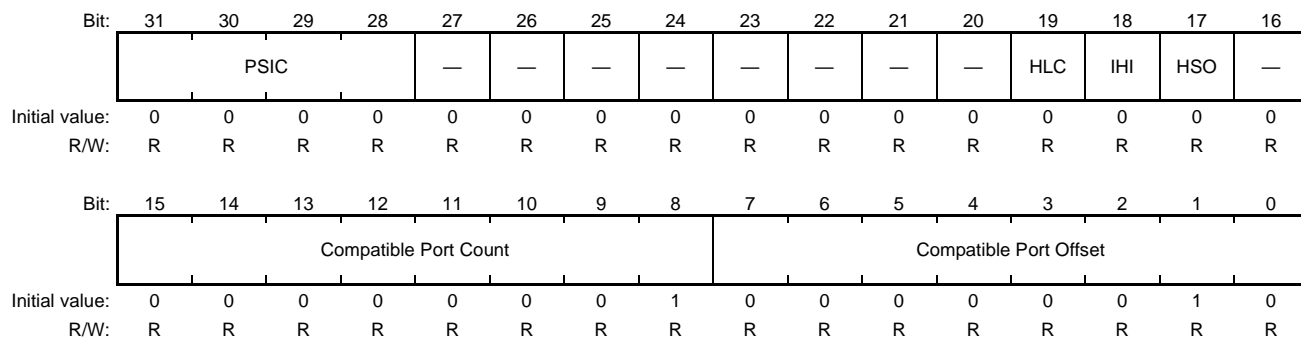 Bit: 31 30 29 28 27 26 25 24 23 22 21 20 19 18 17 16
PSIC — — — — — — — — HLC IHI HSO —
Initial value: 0 0 0 0 0 0 0 0 0 0 0 0 0 0 0 0
R/W: R R R R R R R R R R R R R R R R
Bit: 15 14 13 12 11 10 9 8 7 6 5 4 3 2 1 0
Compatible Port Count Compatible Port Offset
Initial value: 0 0 0 0 0 0 0 1 0 0 0 0 0 0 1 0
R/W: R R R R R R R R R R R R R R R R